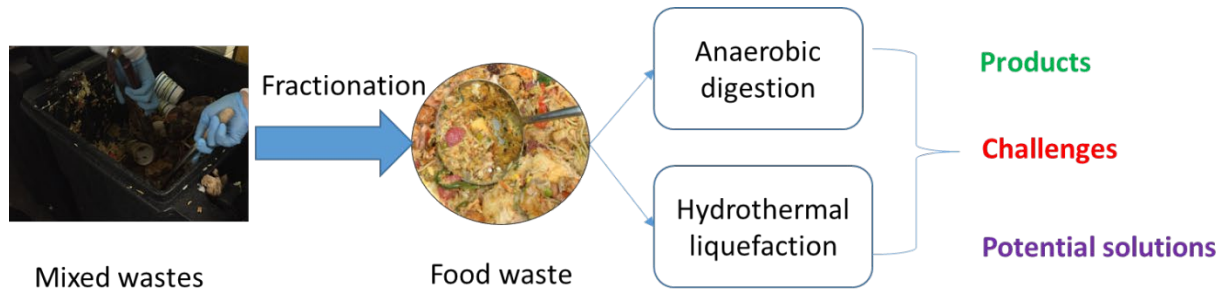 Mixed wastes
Fractionation
Food waste
Anaerobic
digestion
Hydrothermal
liquefaction
Products
Challenges
Potential solutions